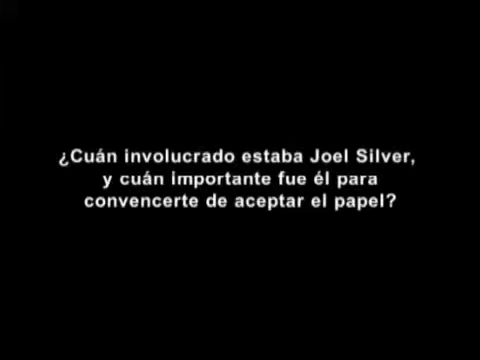 ¿Cuán involucrado estaba Joel Silver,
y cuán importante fue él para
convencerte de aceptar el papel?